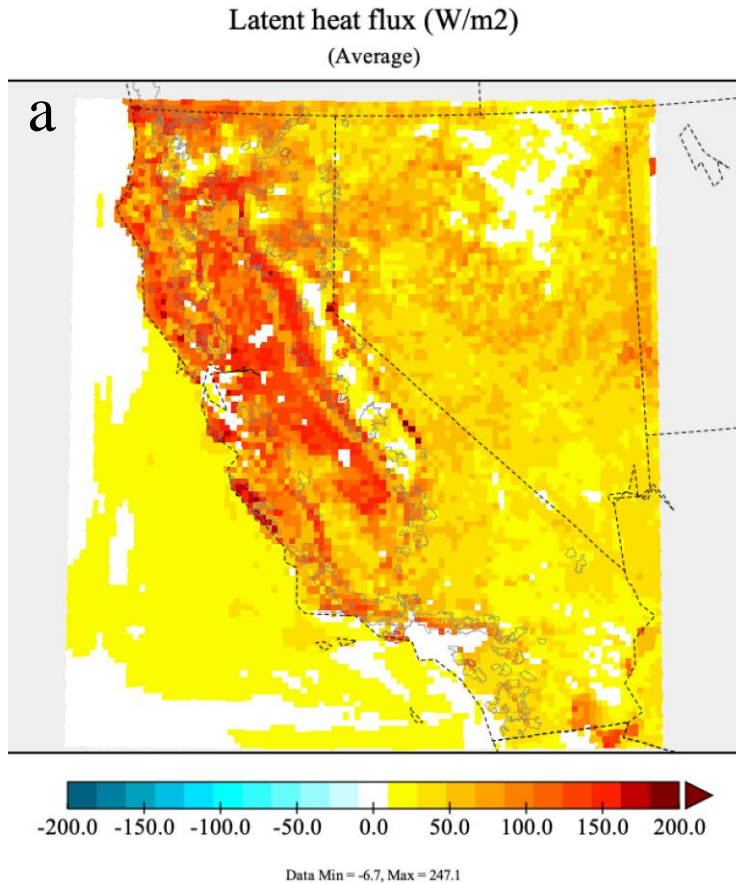 Latent heat flux (W/m2)
(Average)
a
-200.0 -150.0 -100.0 -50.0 0.0 50.0 100.0 150.0 200.0
Data Min = -6.7, Max = 247.1